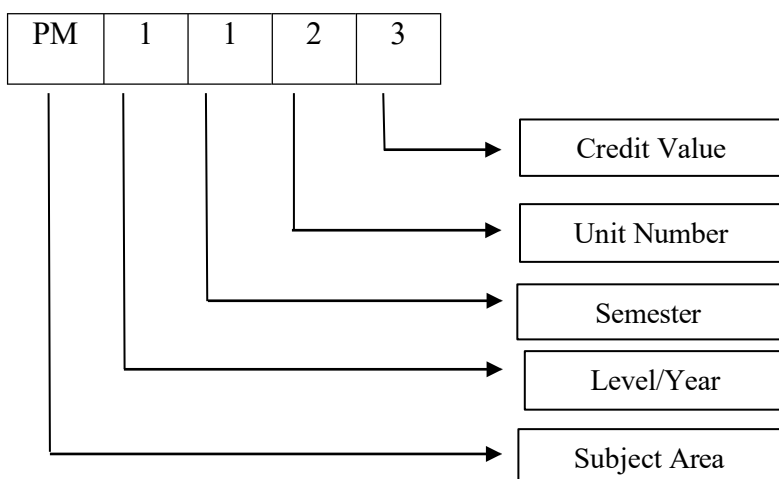 PM 1 1 2 3
Credit Value
Unit Number
Semester
Level/Year
Subject Area